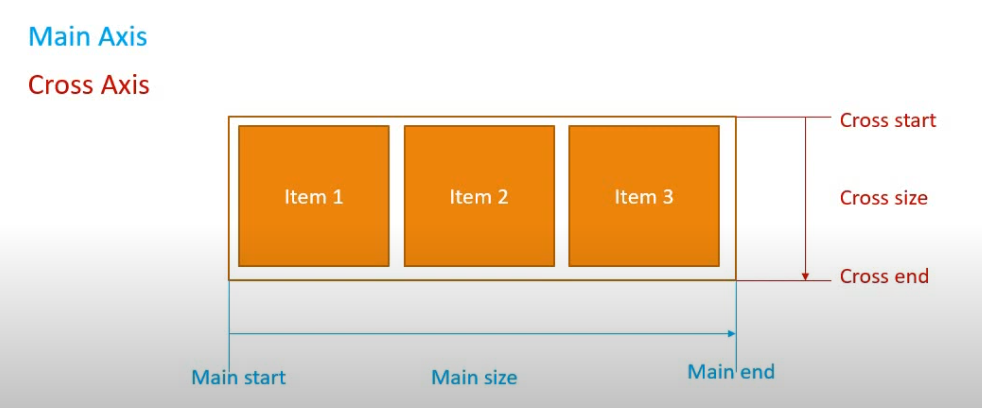 Main Axis
Cross Axis
Cross start
Item 1 Item 2 Item 3
Cross size
Cross end
Main start Main size Main end